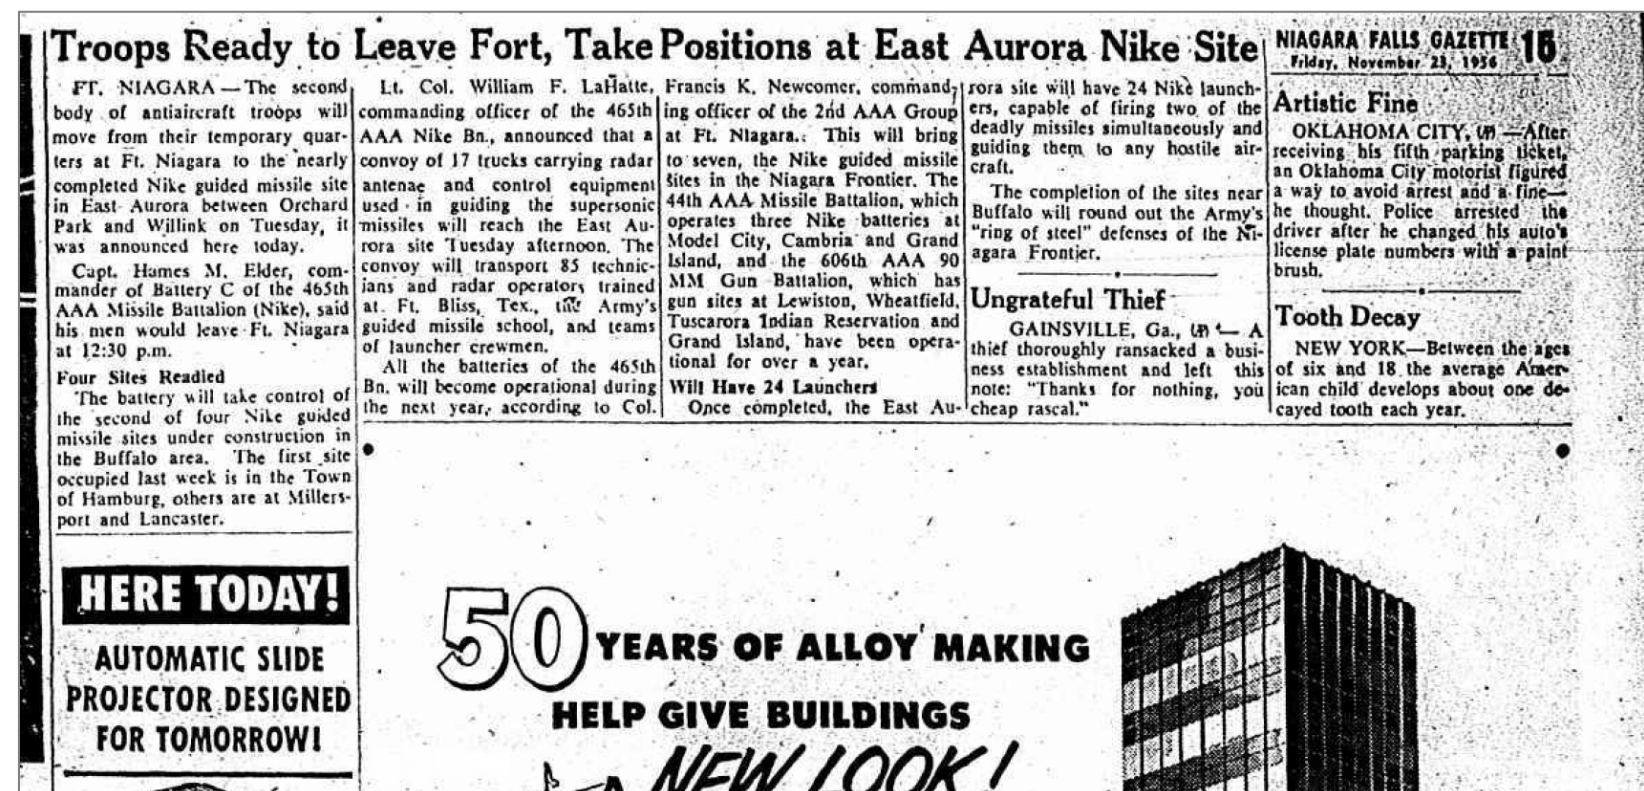 Troops Ready to Leave Fort, Take Positions at East Aurora Nike Site
FT. NIAGARA — The second
body of antiaircraft troops will
move from their temporary quar-
ters at Ft. Niagara to the nearly
completed Nike guided missile site
in East Aurora between Orchard
Park and Willink on Tuesday, it
was announced here today.
Capt. Hames M. Elder, com-
mander of Battery C of the 465th
AAA Missile Battalion (Nike), said
his men would leave Ft. Niagara
at 12:30 p.m.
Four Sites Readied
The battery will take control of
the second of four Nike guided
missile sites under construction in
the Buffalo area. The first site
occupied last week is in the Town
of Hamburg, others are at Millers-
port and Lancaster.
Lt. Col. William F. LaHatte,
commanding officer of the 465th
AAA Nike Bn., announced that a
convoy of 17 trucks carrying radar
antenae and control equipment
used in guiding the supersonic
missiles will reach the East Au-
rora site Tuesday afternoon. The
convoy will transport 85 technic-
ians and radar operators trained
at Ft. Bliss, Tex., the Army's
guided missile school, and teams
of launcher crewmen.
All the batteries of the 465th
Bn. will become operational during
the next year, according to Col.
Francis K. Newcomer, command-
ing officer of the 2nd AAA Group
at Ft. Niagara. This will bring
to seven, the Nike guided missile
sites in the Niagara Frontier. The
44th AAA Missile Battalion, which
operates three Nike batteries at
Model City, Cambria and Grand
Island, and the 606th AAA 90
MM Gun Battalion, which has
gun sites at Lewiston, Wheatfield,
Tuscarora Indian Reservation and
Grand Island, have been opera-
tional for over a year.
Will Have 24 Launchers
Once completed, the East Au-
rora site will have 24 Nike launch-
ers, capable of firing two of the
deadly missiles simultaneously and
guiding them to any hostile air-
craft.
The completion of the sites near
Buffalo will round out the Army's
"ring of steel" defenses of the Ni-
agara Frontier.
Ungrateful Thief
GAINSVILLE, Ga., (AP) — A
thief thoroughly ransacked a busi-
ness establishment and left this
note: "Thanks for nothing, you
cheap rascal."
NIAGARA FALLS GAZETTE 15
Friday, November 23, 1956
Artistic Fine
OKLAHOMA CITY, (AP) — After
receiving his fifth parking ticket,
an Oklahoma City motorist figured
a way to avoid arrest and a fine—
he thought. Police arrested the
driver after he changed his auto's
license plate numbers with a paint
brush.
Tooth Decay
NEW YORK—Between the ages
of six and 18 the average Amer-
ican child develops about one de-
cayed tooth each year.
HERE TODAY!
AUTOMATIC SLIDE
PROJECTOR DESIGNED
FOR TOMORROW!
50 YEARS OF ALLOY MAKING
HELP GIVE BUILDINGS
A NEW LOOK!